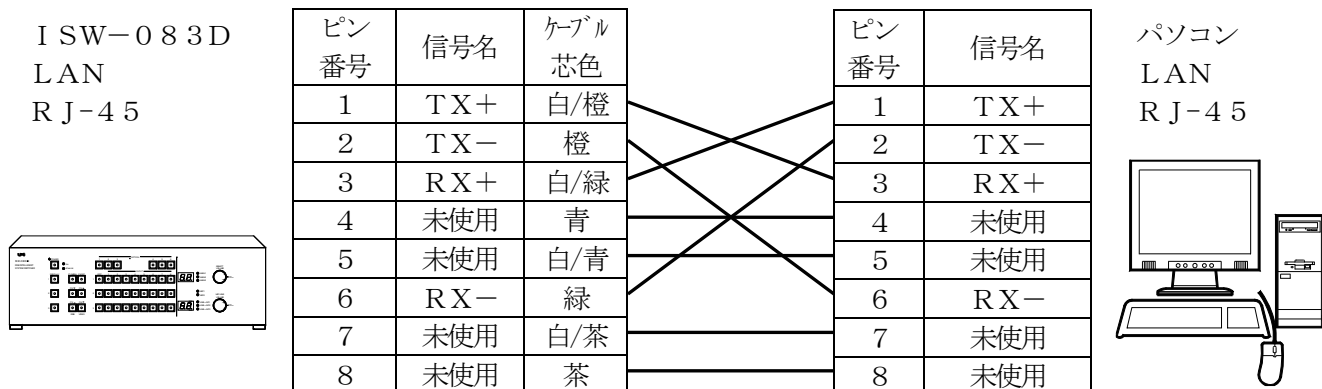 ＩＳＷ－０８３Ｄ
ＬＡＮ
ＲＪ-４５
ピン番号 信号名 ケーブル芯色
1 ＴＸ＋ 白/橙
2 ＴＸ－ 橙
3 ＲＸ＋ 白/緑
4 未使用 青
5 未使用 白/青
6 ＲＸ－ 緑
7 未使用 白/茶
8 未使用 茶
ピン番号 信号名
1 ＴＸ＋
2 ＴＸ－
3 ＲＸ＋
4 未使用
5 未使用
6 ＲＸ－
7 未使用
8 未使用
パソコン
ＬＡＮ
ＲＪ-４５